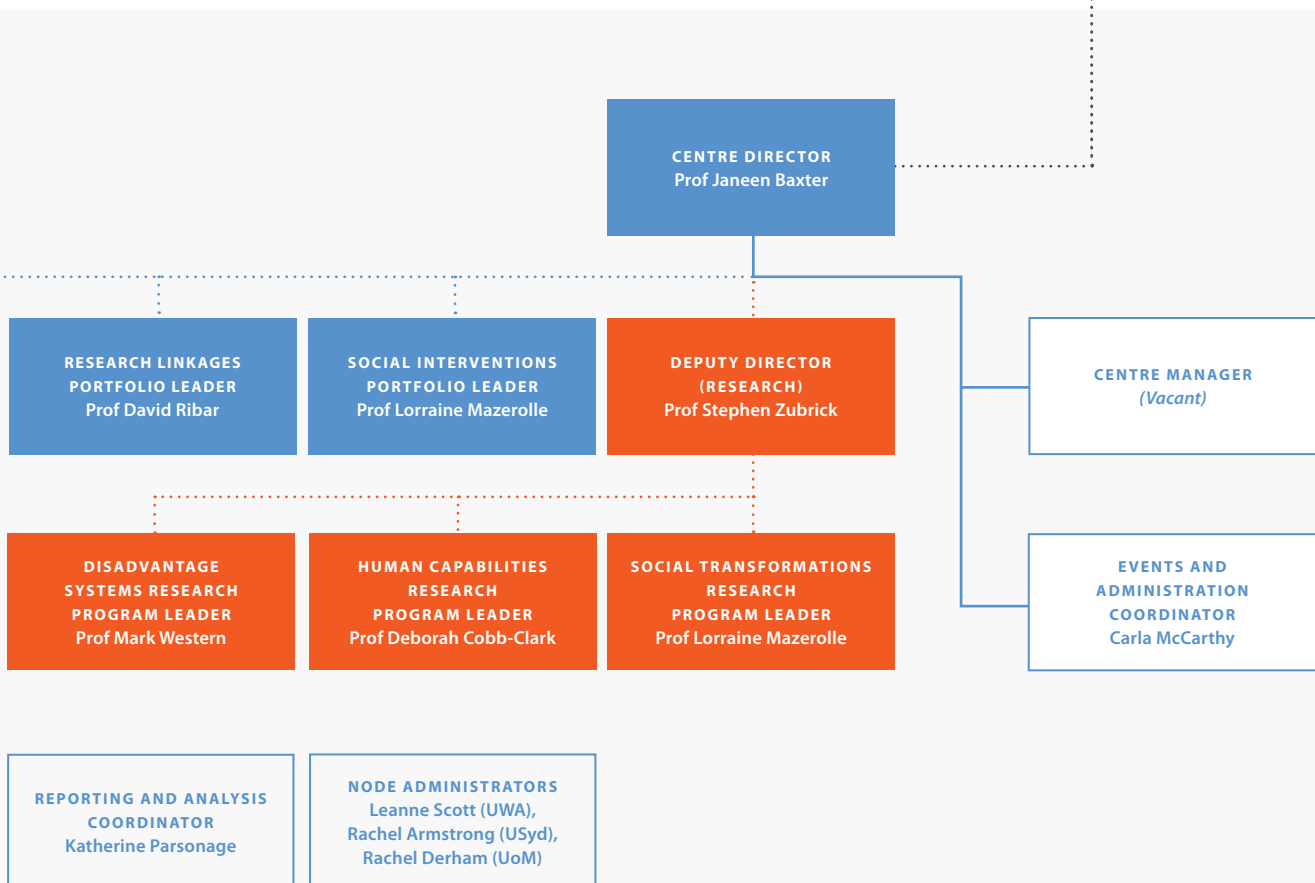 CENTRE DIRECTOR
Prof Janeen Baxter
RESEARCH LINKAGES
PORTFOLIO LEADER
Prof David Ribar
SOCIAL INTERVENTIONS
PORTFOLIO LEADER
Prof Lorraine Mazerolle
DEPUTY DIRECTOR
(RESEARCH)
Prof Stephen Zubrick
CENTRE MANAGER
(Vacant)
DISADVANTAGE
SYSTEMS RESEARCH
PROGRAM LEADER
Prof Mark Western
HUMAN CAPABILITIES
RESEARCH
PROGRAM LEADER
Prof Deborah Cobb-Clark
SOCIAL TRANSFORMATIONS
RESEARCH
PROGRAM LEADER
Prof Lorraine Mazerolle
EVENTS AND
ADMINISTRATION
COORDINATOR
Carla McCarthy
REPORTING AND ANALYSIS
COORDINATOR
Katherine Parsonage
NODE ADMINISTRATORS
Leanne Scott (UWA),
Rachel Armstrong (USyd),
Rachel Derham (UoM)